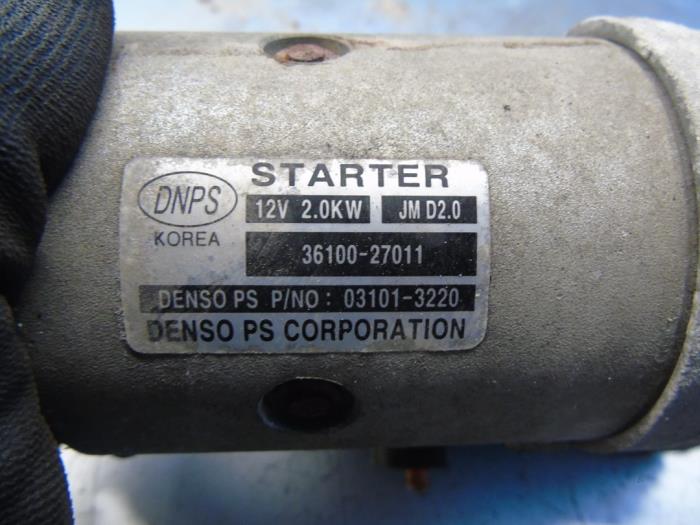 STARTER
DNPS
12V 2.0KW JM D2.0
KOREA
36100-27011
DENSO PS P/NO: 03101-3220
DENSO PS CORPORATION